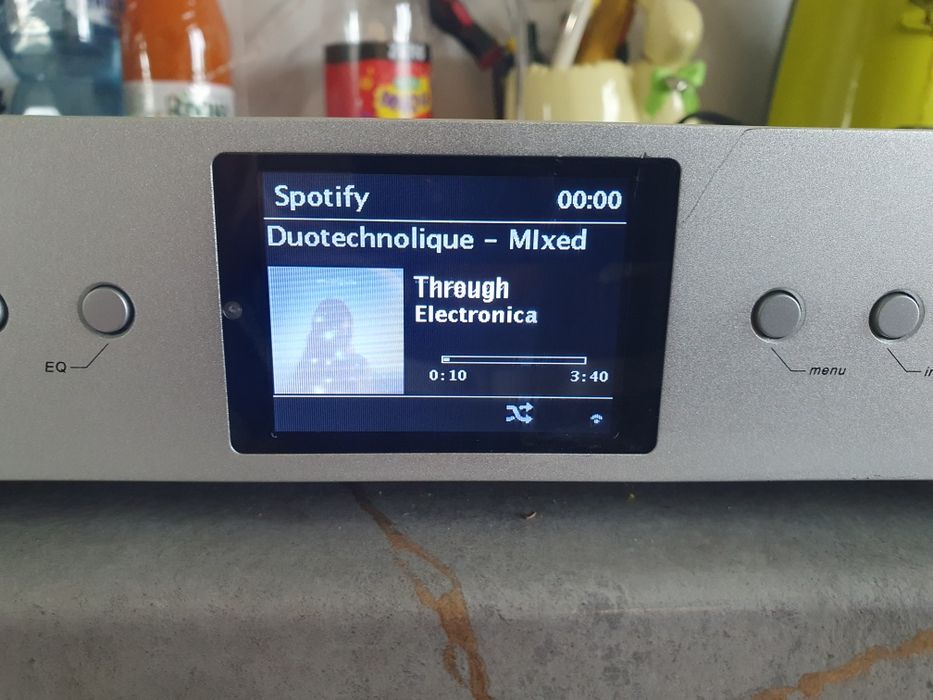 Spotify 00:00
Duotechnolique - MIxed
Through
Electronica
0:10 3:40
EQ
menu